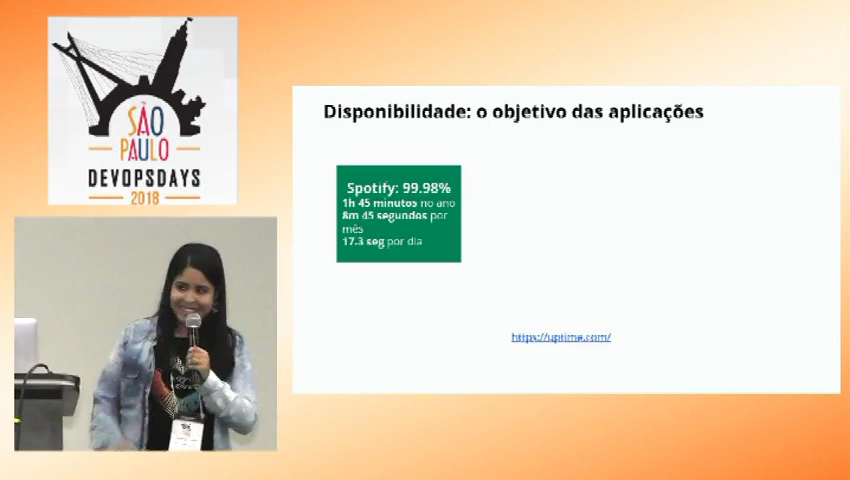 SÃO
PAULO
DEVOPSDAYS
2018
Disponibilidade: o objetivo das aplicações
Spotify: 99.98%
1h 45 minutos no ano
8m 45 segundos por
mês
17.3 seg por dia
https://uptime.com/